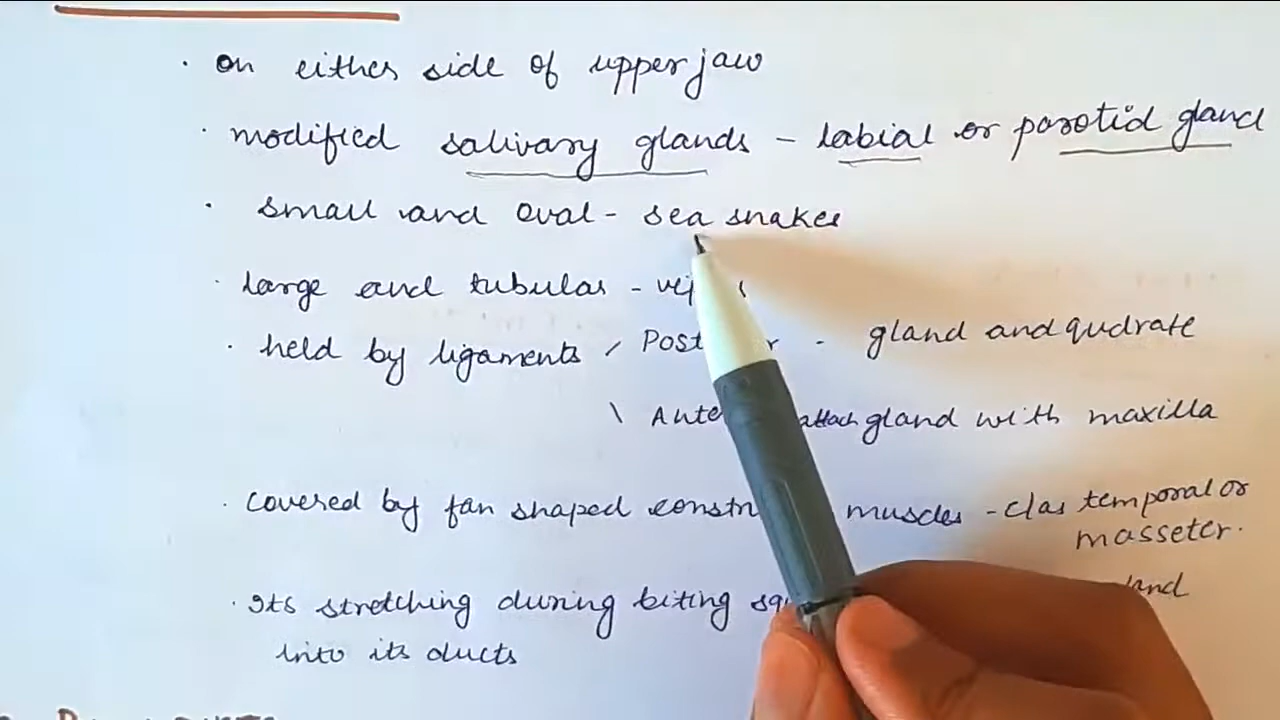 on either side of upper jaw
modified salivary glands - labial or parotid gland
small and oval - sea snakes
large and tubular -
held by ligaments / - gland and qudrate
\ attach gland with maxilla
covered by fan shaped muscles - clas temporal or
masseter.
Its stretching during biting
into its ducts